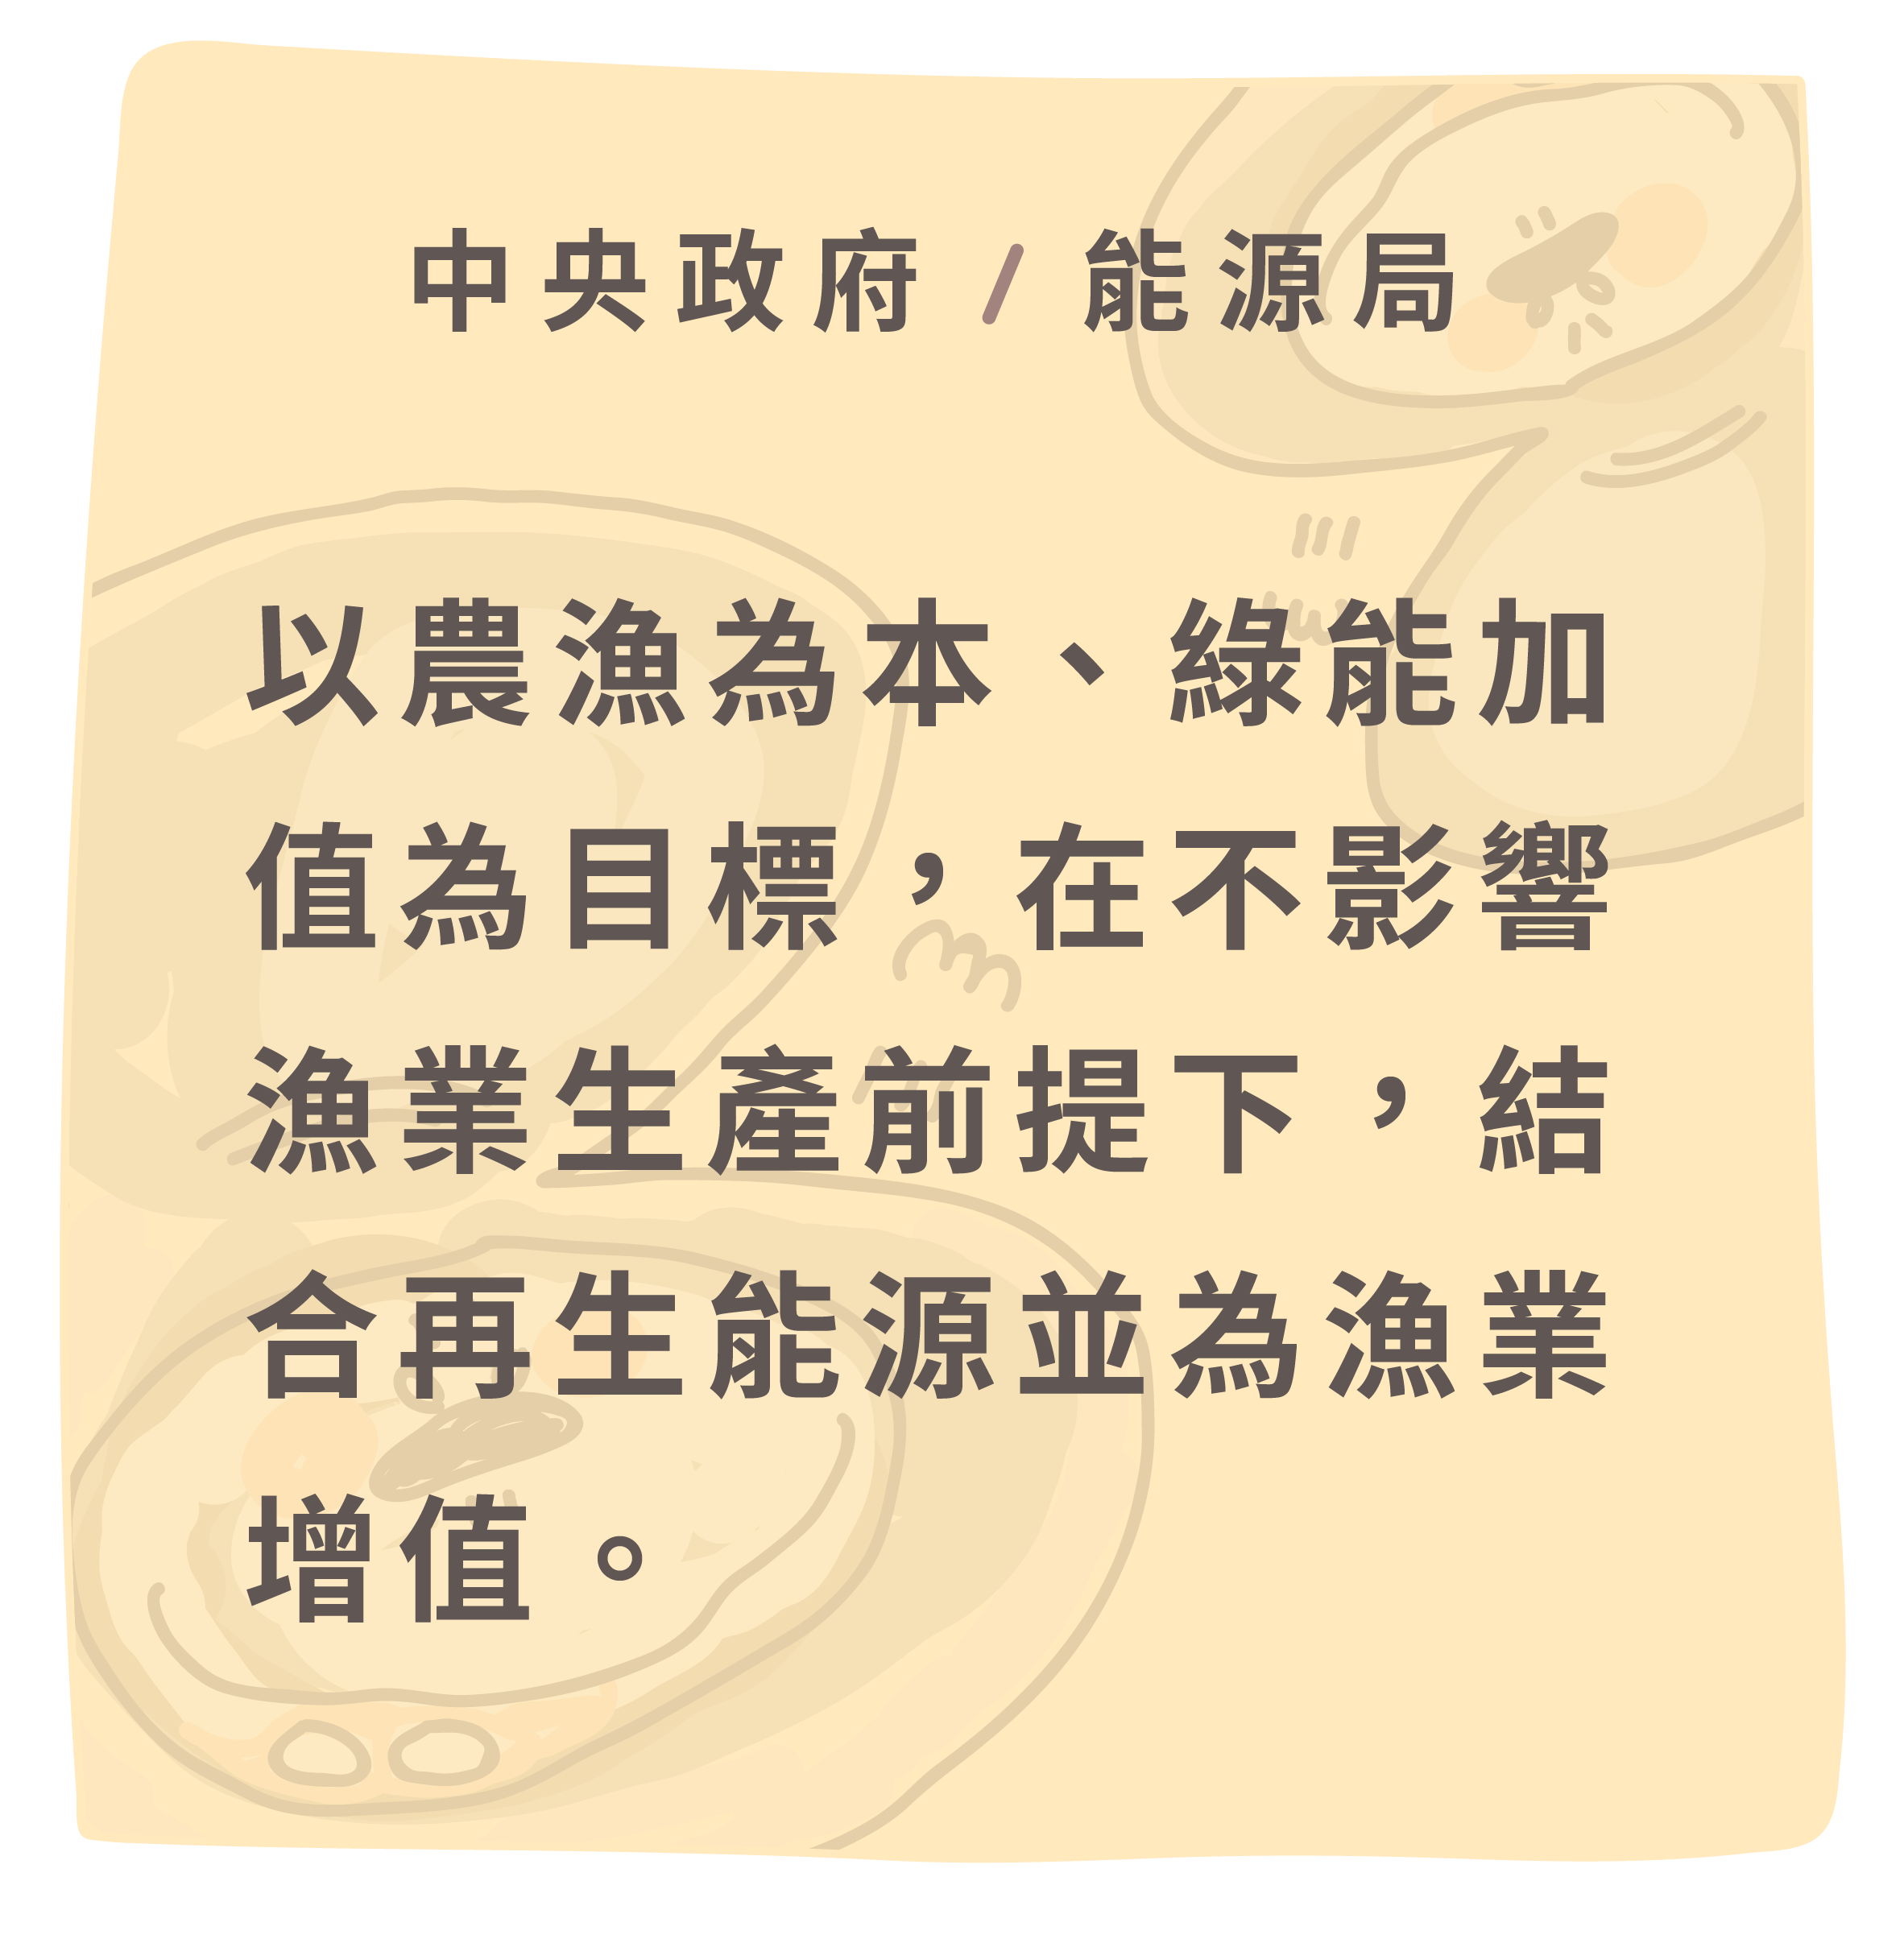 中央政府/能源局
以農漁為本、綠能加
值為目標，在不影響
漁業生產前提下，結
合再生能源並為漁業
增值。